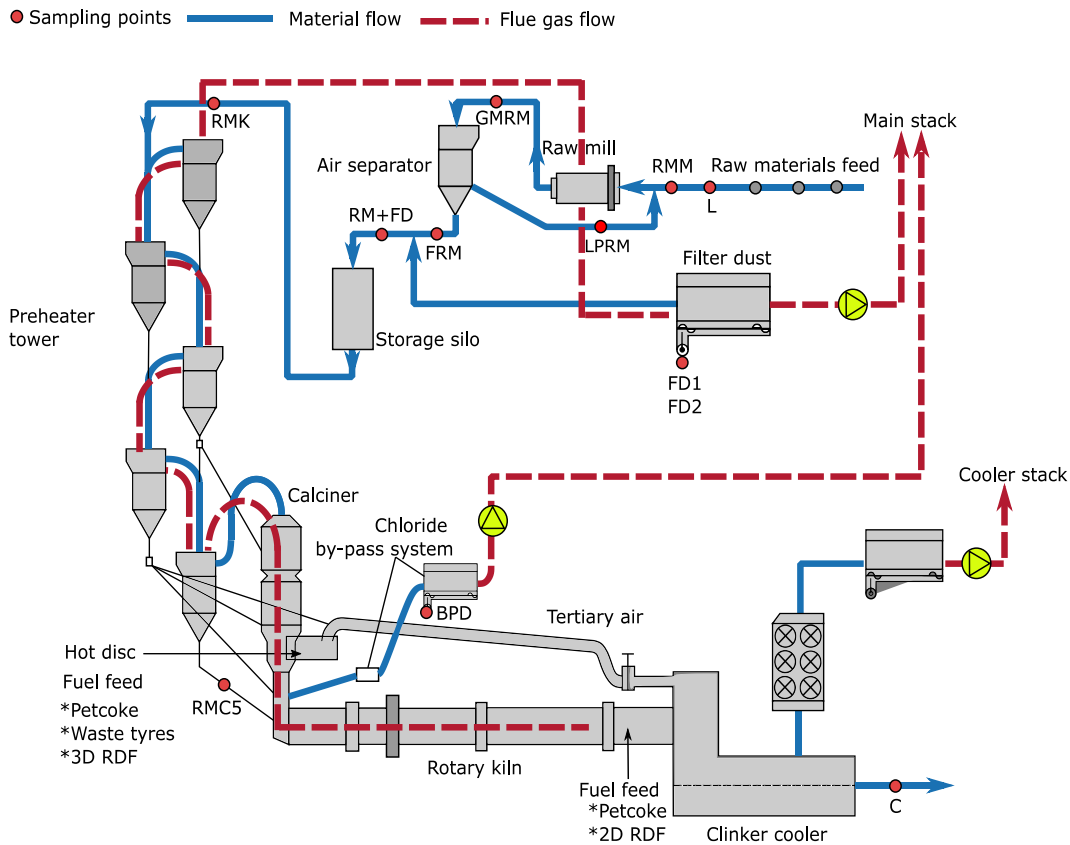 Sampling points
Material flow
Flue gas flow
RMK
GMRM
Main stack
Air separator
Raw mill
RMM
Raw materials feed
L
RM+FD
FRM
LPRM
Filter dust
Preheater
tower
Storage silo
FD1
FD2
Cooler stack
Calciner
Chloride
by-pass system
BPD
Tertiary air
Hot disc
Fuel feed
*Petcoke
*Waste tyres
*3D RDF
RMC5
Rotary kiln
Fuel feed
*Petcoke
*2D RDF
Clinker cooler
C